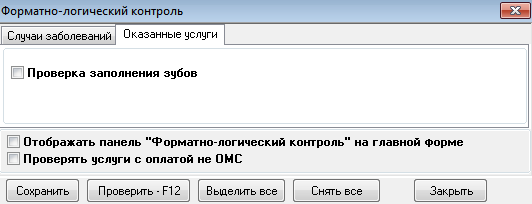 Форматно-логический контроль
Случаи заболеваний Оказанные услуги
Проверка заполнения зубов
Отображать панель "Форматно-логический контроль" на главной форме
Проверять услуги с оплатой не ОМС
Сохранить Проверить - F12 Выделить все Снять все Закрыть